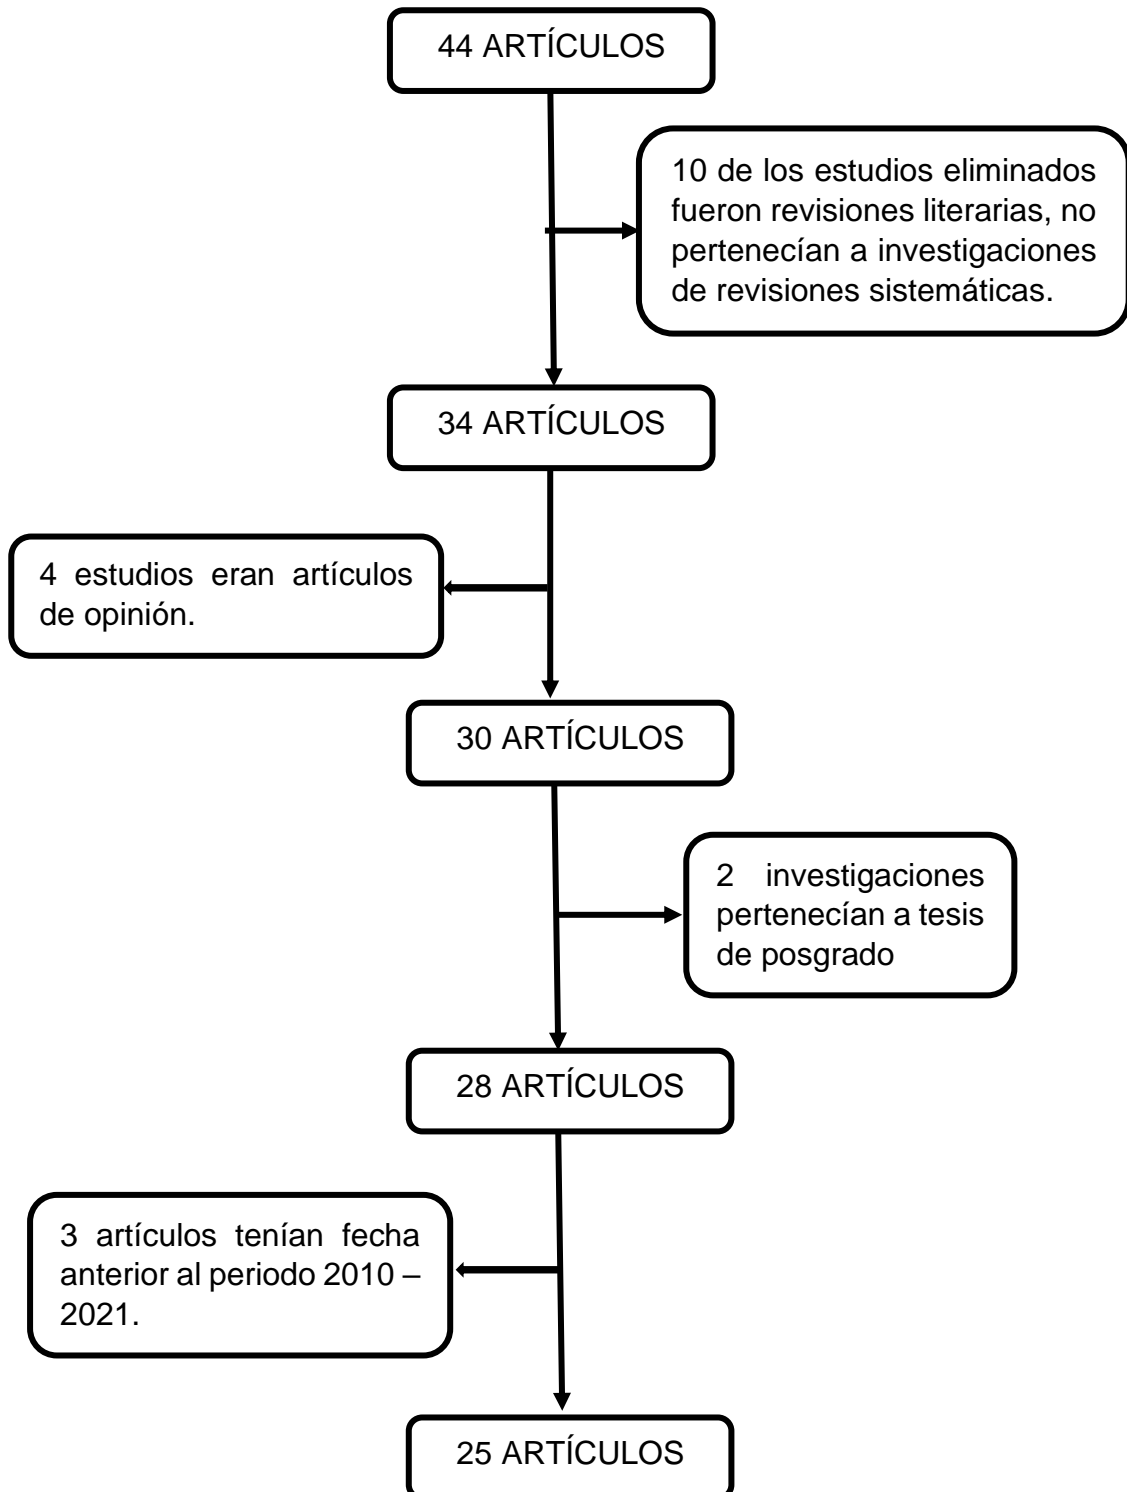 44 ARTÍCULOS
10 de los estudios eliminados
fueron revisiones literarias, no
pertenecían a investigaciones
de revisiones sistemáticas.
34 ARTÍCULOS
4 estudios eran artículos
de opinión.
30 ARTÍCULOS
2 investigaciones
pertenecían a tesis
de posgrado
28 ARTÍCULOS
3 artículos tenían fecha
anterior al periodo 2010 –
2021.
25 ARTÍCULOS